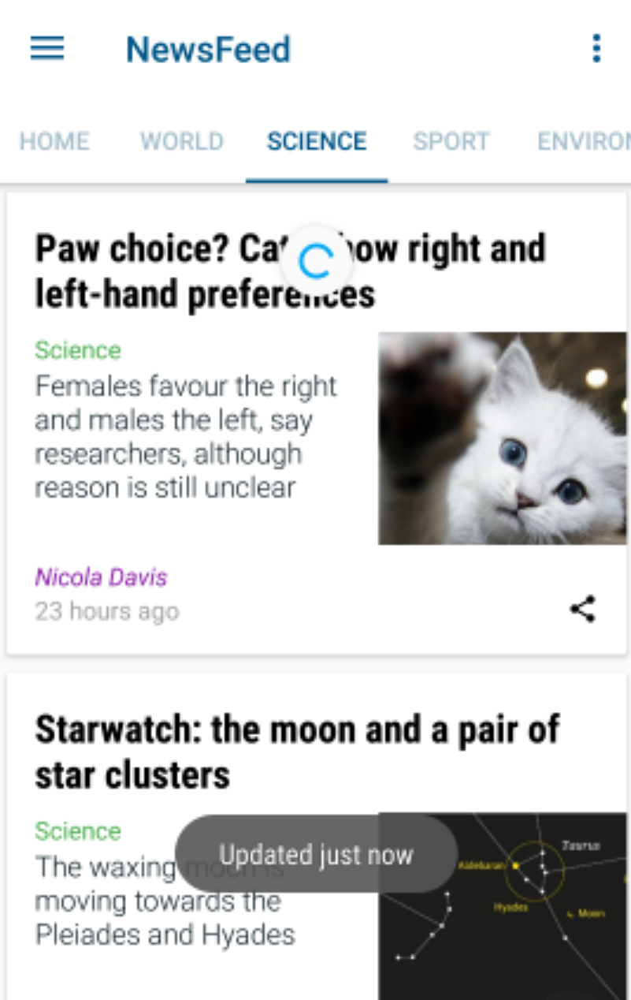 NewsFeed
HOME WORLD SCIENCE SPORT ENVIRON
Paw choice? Cat how right and
left-hand preferences
Science
Females favour the right
and males the left, say
researchers, although
reason is still unclear
Nicola Davis
23 hours ago
Starwatch: the moon and a pair of
star clusters
Science
The waxing moon is
moving towards the
Pleiades and Hyades
Updated just now
Taurus
Aldebaran
Hyades
Moon